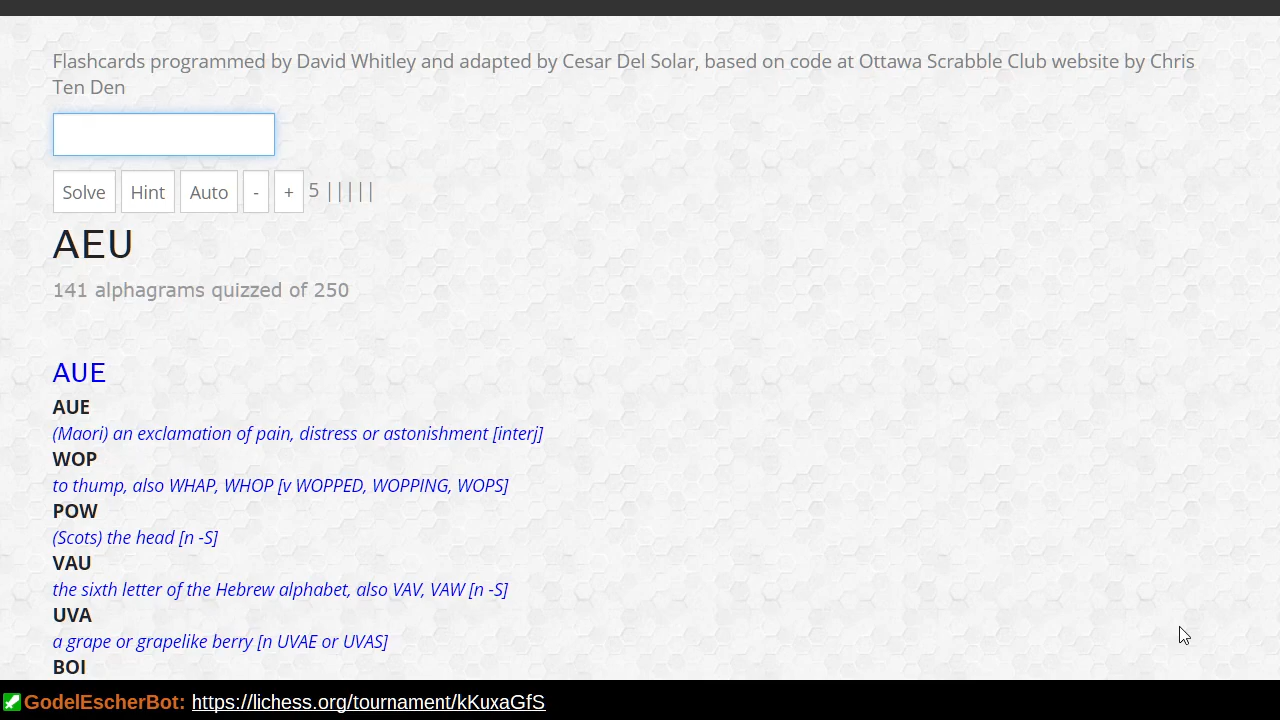 Flashcards programmed by David Whitley and adapted by Cesar Del Solar, based on code at Ottawa Scrabble Club website by Chris
Ten Den
Solve Hint Auto - + 5 |||||
AEU
141 alphagrams quizzed of 250
AUE
AUE
(Maori) an exclamation of pain, distress or astonishment [interj]
WOP
to thump, also WHAP, WHOP [v WOPPED, WOPPING, WOPS]
POW
(Scots) the head [n -S]
VAU
the sixth letter of the Hebrew alphabet, also VAV, VAW [n -S]
UVA
a grape or grapelike berry [n UVAE or UVAS]
BOI
GodelEscherBot: https://lichess.org/tournament/kKuxaGfS